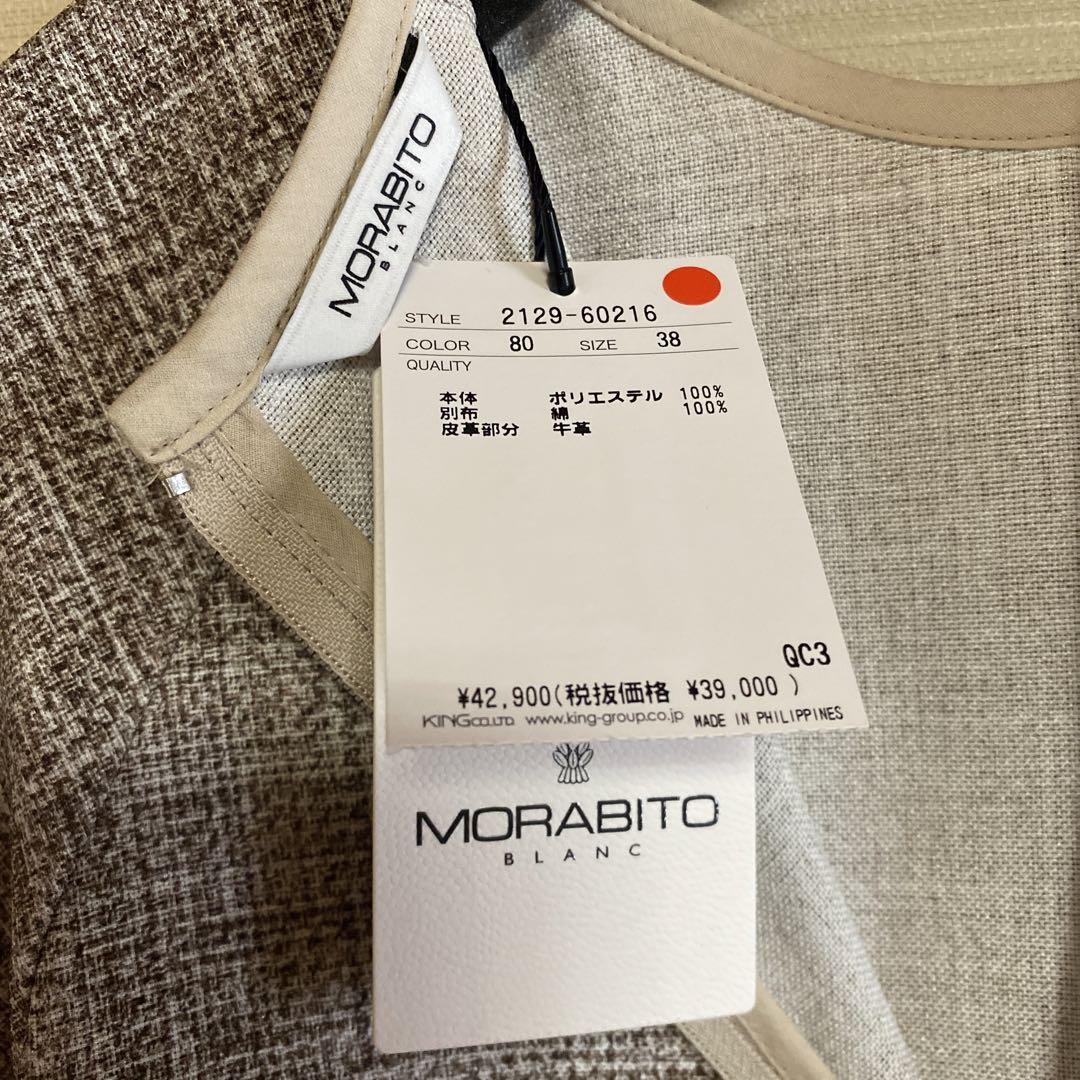 MORABITO
BLANC
STYLE 2129-60216
COLOR 80 SIZE 38
QUALITY
本体 ポリエステル 100%
別布 綿 100%
皮革部分 牛革
QC3
¥42,900(税抜価格 ¥39,000 )
KING CO.LTD. www.king-group.co.jp MADE IN PHILIPPINES
MORABITO
BLANC